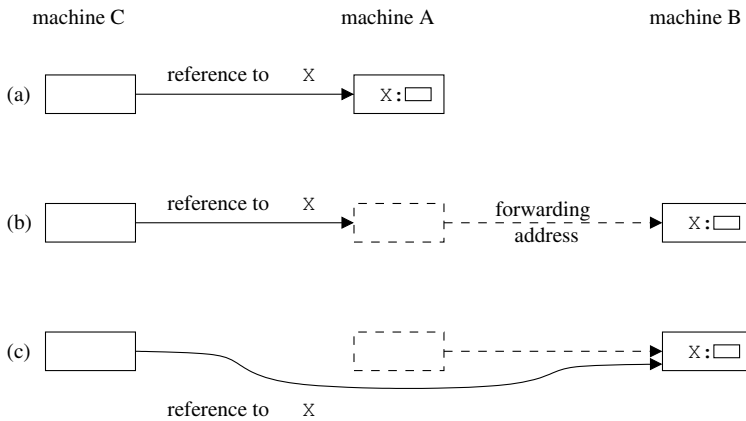 machine C machine A machine B
(a) reference to X X:
(b) reference to X forwarding address X:
(c) X:
reference to X